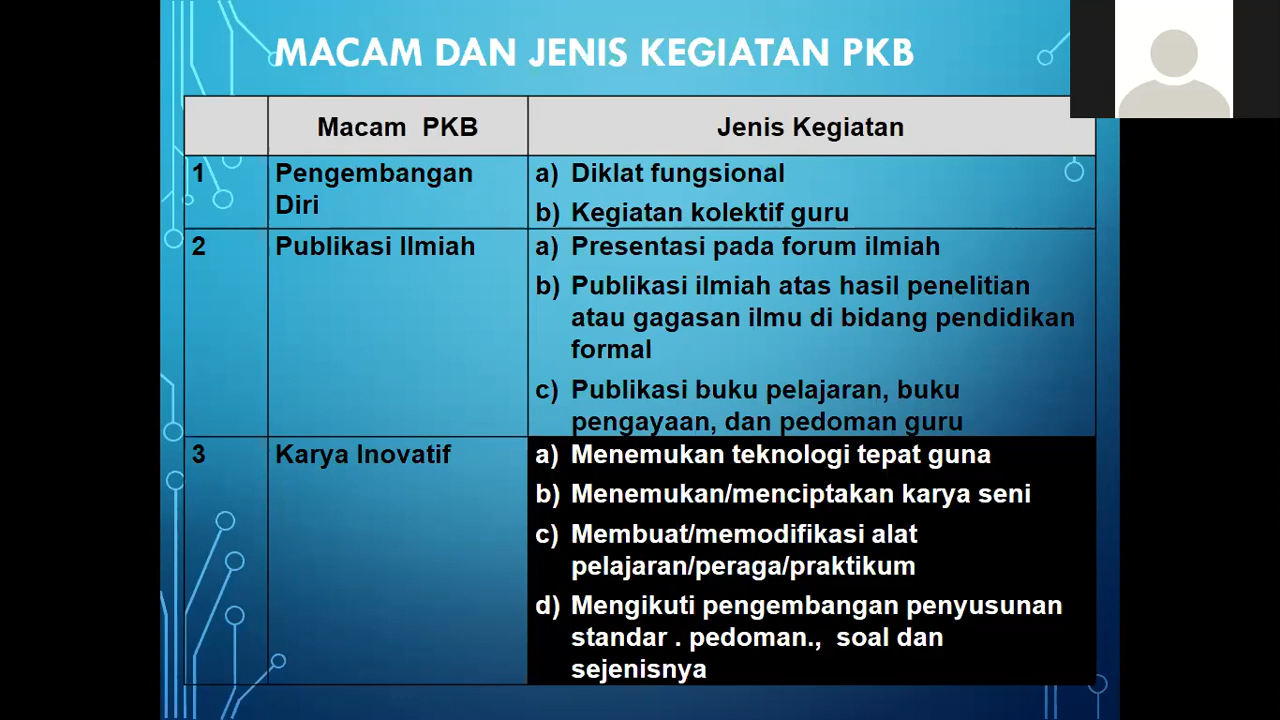 MACAM DAN JENIS KEGIATAN PKB
Macam PKB
Jenis Kegiatan
1
Pengembangan
Diri
a) Diklat fungsional
b) Kegiatan kolektif guru
2
Publikasi Ilmiah
a) Presentasi pada forum ilmiah
b) Publikasi ilmiah atas hasil penelitian
atau gagasan ilmu di bidang pendidikan
formal
c) Publikasi buku pelajaran, buku
pengayaan, dan pedoman guru
3
Karya Inovatif
a) Menemukan teknologi tepat guna
b) Menemukan/menciptakan karya seni
c) Membuat/memodifikasi alat
pelajaran/peraga/praktikum
d) Mengikuti pengembangan penyusunan
standar . pedoman., soal dan
sejenisnya